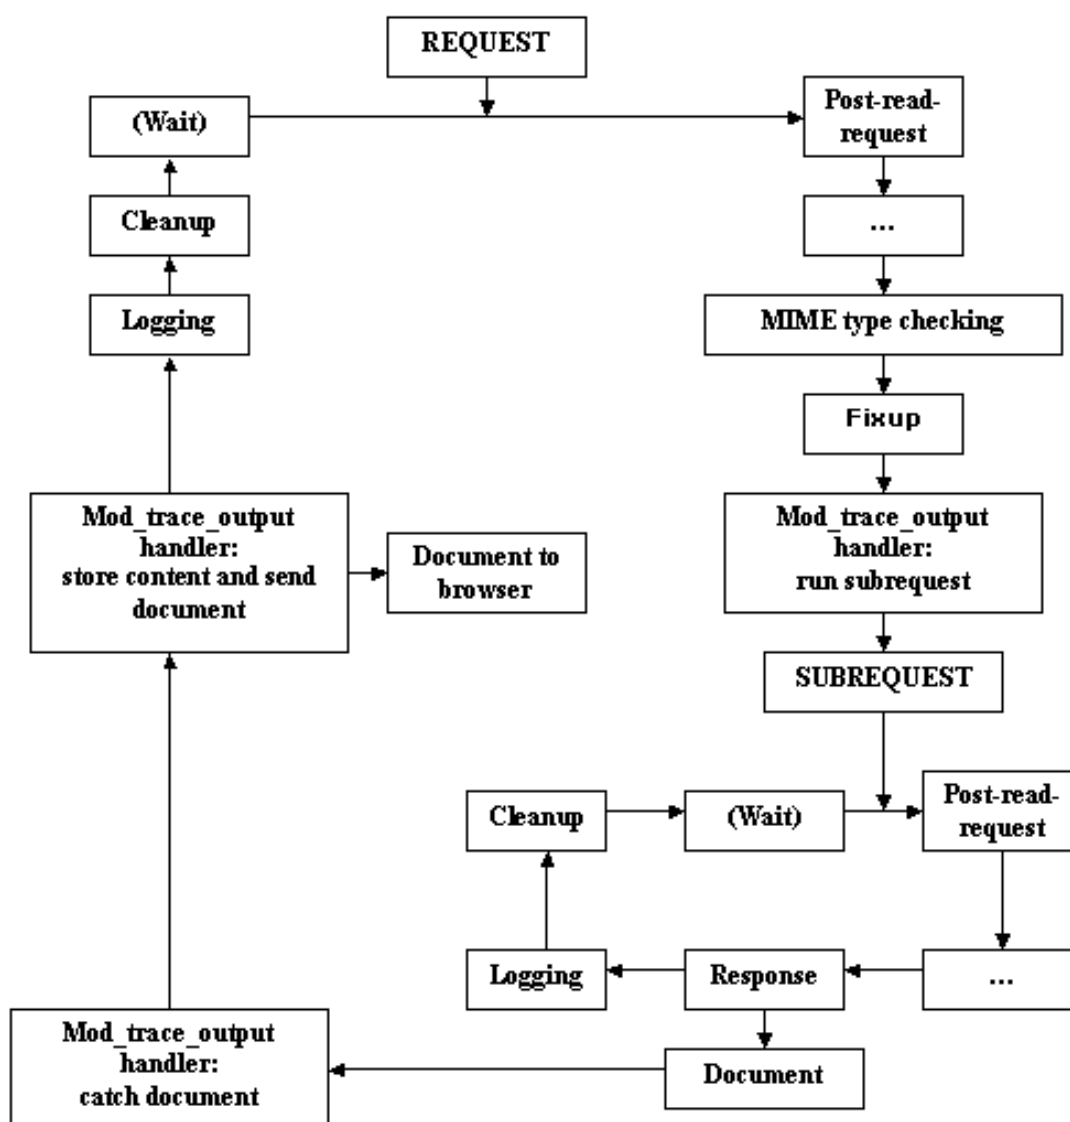 REQUEST
(Wait)
Post-read-
request
Cleanup
...
Logging
MIME type checking
Fixup
Mod_trace_output
handler:
store content and send
document
Document to
browser
Mod_trace_output
handler:
run subrequest
SUBREQUEST
Cleanup
(Wait)
Post-read-
request
Logging
Response
...
Mod_trace_output
handler:
catch document
Document